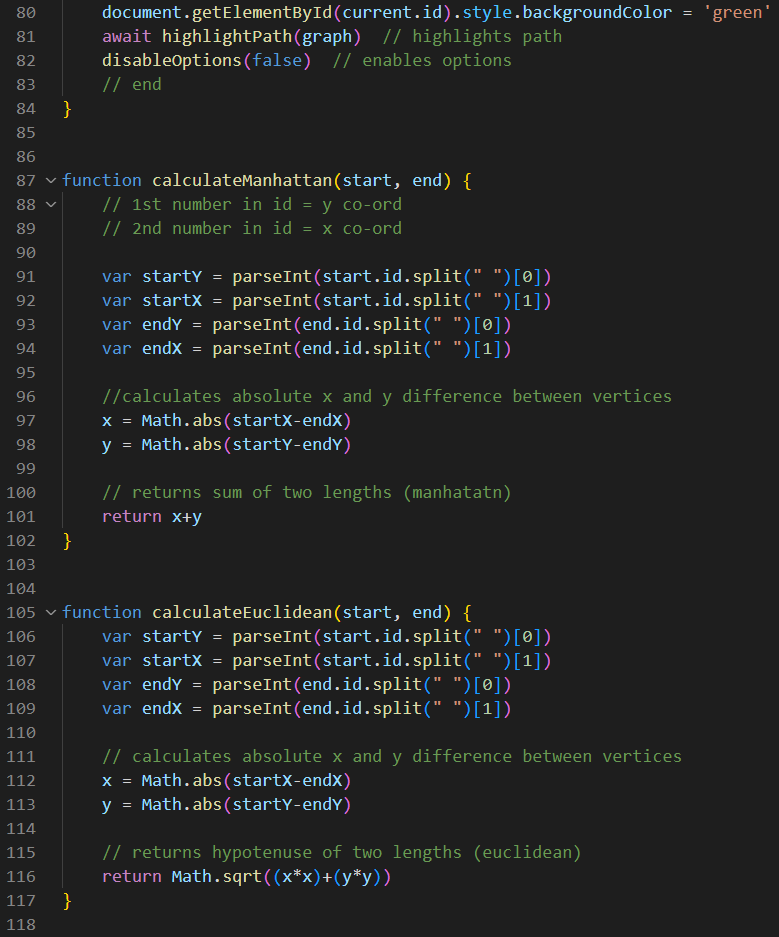 80 document.getElementById(current.id).style.backgroundColor = 'green'
81 await highlightPath(graph)  // highlights path
82 disableOptions(false)  // enables options
83 // end
84 }
85
86
87 function calculateManhattan(start, end) {
88 // 1st number in id = y co-ord
89 // 2nd number in id = x co-ord
90
91 var startY = parseInt(start.id.split(" ")[0])
92 var startX = parseInt(start.id.split(" ")[1])
93 var endY = parseInt(end.id.split(" ")[0])
94 var endX = parseInt(end.id.split(" ")[1])
95
96 //calculates absolute x and y difference between vertices
97 x = Math.abs(startX-endX)
98 y = Math.abs(startY-endY)
99
100 // returns sum of two lengths (manhatatn)
101 return x+y
102 }
103
104
105 function calculateEuclidean(start, end) {
106 var startY = parseInt(start.id.split(" ")[0])
107 var startX = parseInt(start.id.split(" ")[1])
108 var endY = parseInt(end.id.split(" ")[0])
109 var endX = parseInt(end.id.split(" ")[1])
110
111 // calculates absolute x and y difference between vertices
112 x = Math.abs(startX-endX)
113 y = Math.abs(startY-endY)
114
115 // returns hypotenuse of two lengths (euclidean)
116 return Math.sqrt((x*x)+(y*y))
117 }
118